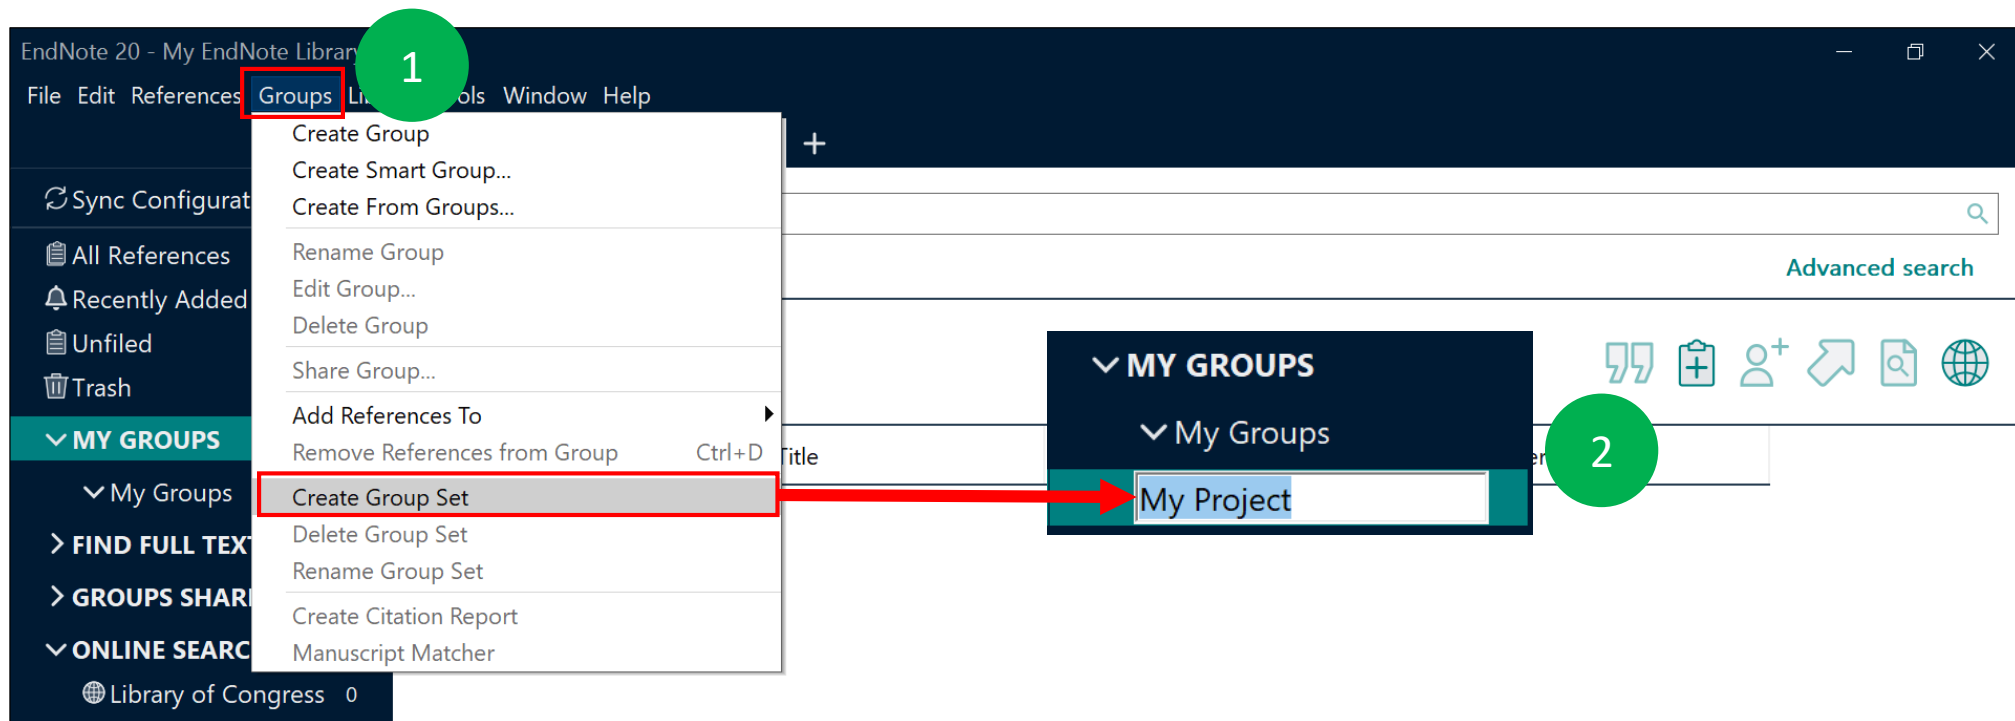 EndNote 20 - My EndNote Library
1
File Edit References Groups Window Help
Create Group
Create Smart Group...
Create From Groups...
Rename Group
Edit Group...
Delete Group
Share Group...
Add References To
Remove References from Group Ctrl+D
Create Group Set
Delete Group Set
Rename Group Set
Create Citation Report
Manuscript Matcher
Sync Configurat
All References
Recently Added
Unfiled
Trash
MY GROUPS
My Groups
FIND FULL TEXT
GROUPS SHAR
ONLINE SEARC
Library of Congress 0
Advanced search
Title
MY GROUPS
My Groups
My Project
2